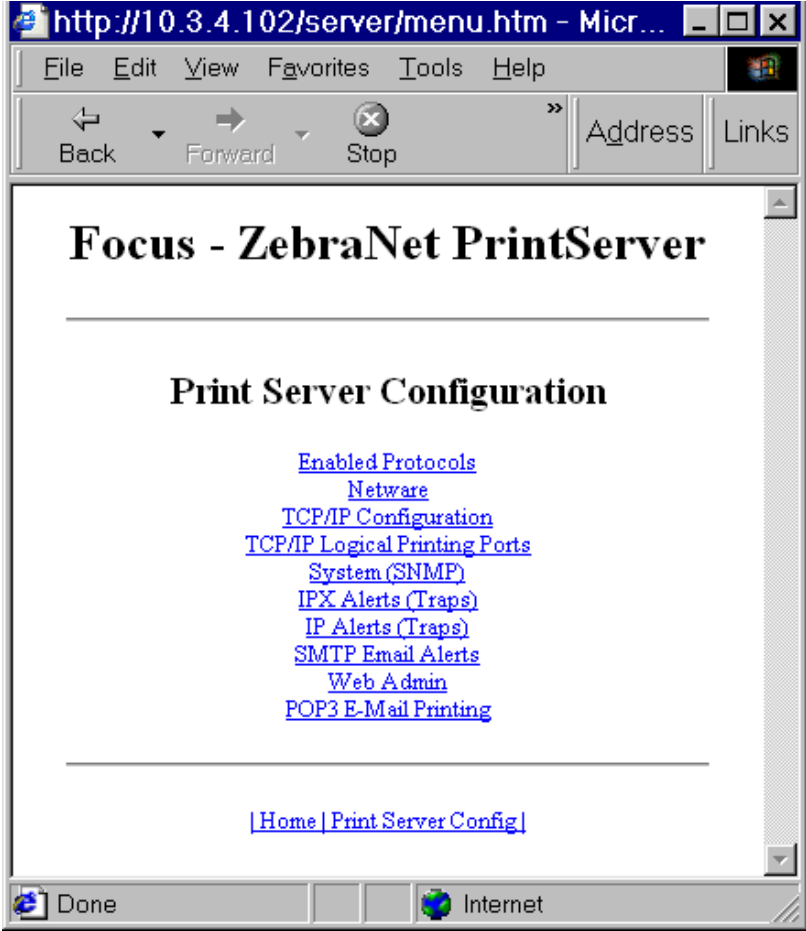 http://10.3.4.102/server/menu.htm - Micr...
File Edit View Favorites Tools Help
Back Forward Stop » Address Links
Focus - ZebraNet PrintServer
Print Server Configuration
Enabled Protocols
Netware
TCP/IP Configuration
TCP/IP Logical Printing Ports
System (SNMP)
IPX Alerts (Traps)
IP Alerts (Traps)
SMTP Email Alerts
Web Admin
POP3 E-Mail Printing
| Home | Print Server Config |
Done Internet